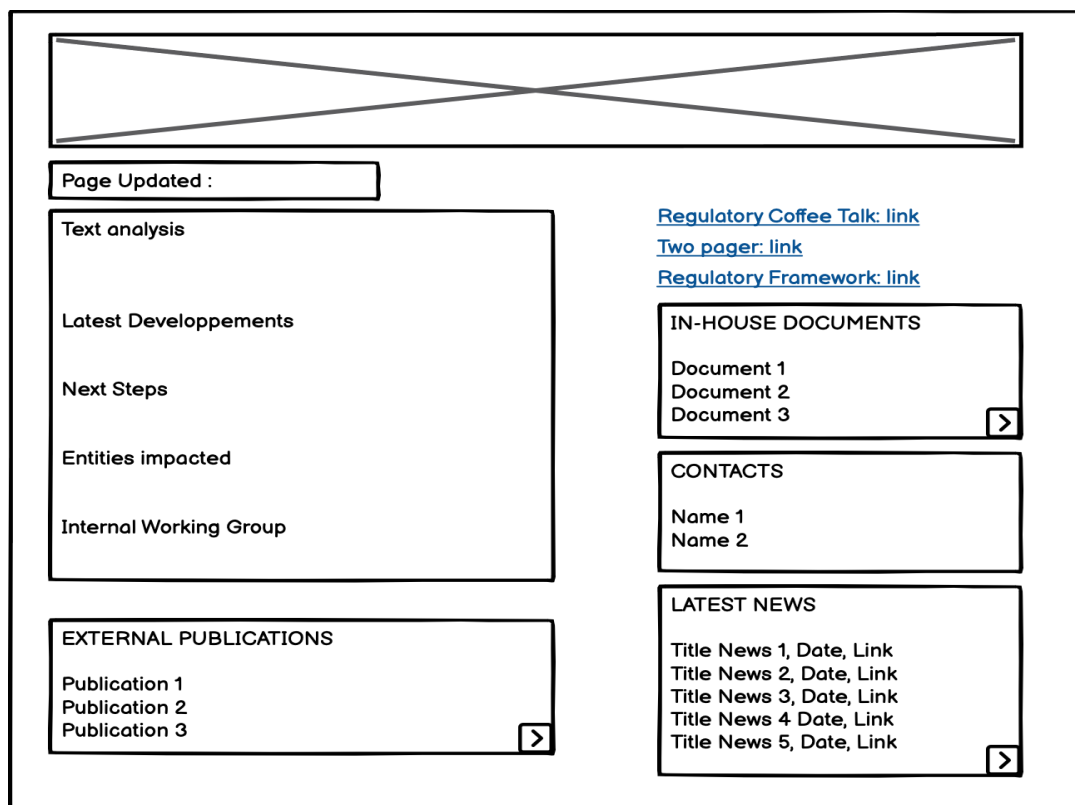 Page Updated :
Text analysis
Latest Developpements
Next Steps
Entities impacted
Internal Working Group
EXTERNAL PUBLICATIONS
Publication 1
Publication 2
Publication 3
Regulatory Coffee Talk: link
Two pager: link
Regulatory Framework: link
IN-HOUSE DOCUMENTS
Document 1
Document 2
Document 3
CONTACTS
Name 1
Name 2
LATEST NEWS
Title News 1, Date, Link
Title News 2, Date, Link
Title News 3, Date, Link
Title News 4 Date, Link
Title News 5, Date, Link